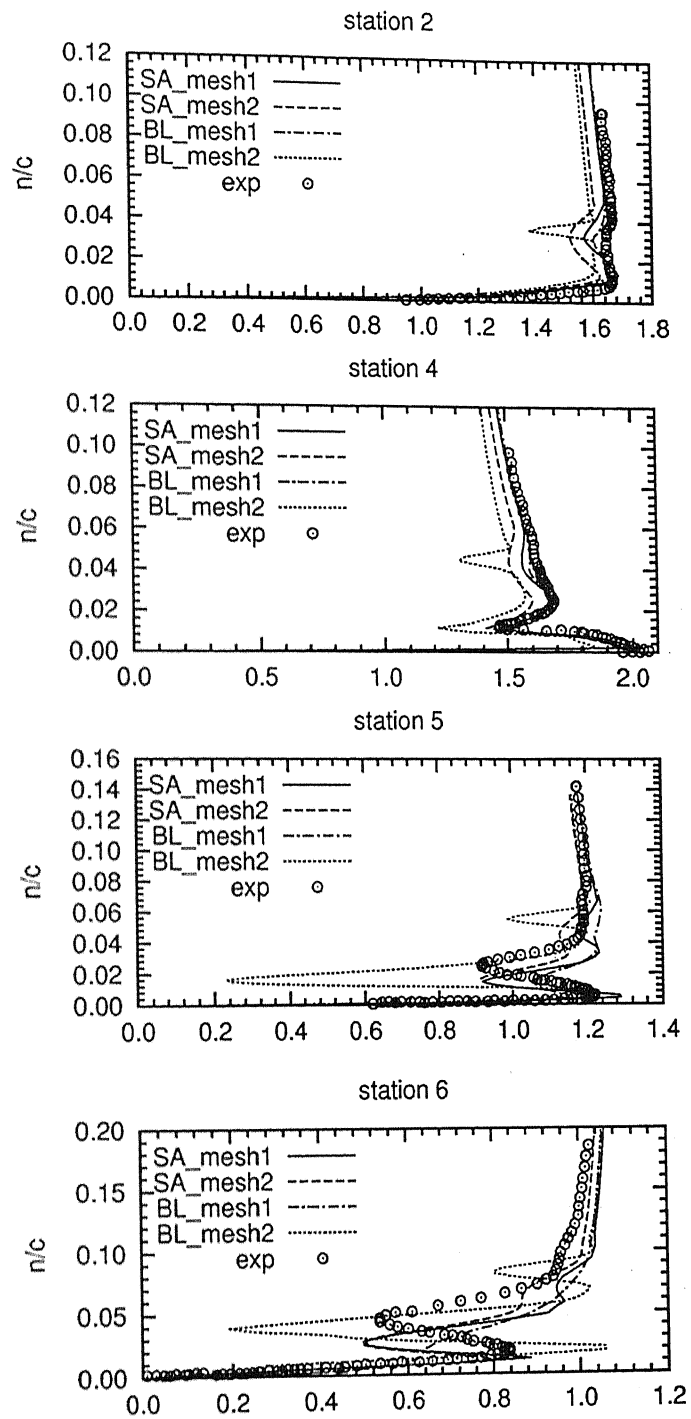 station 2
0.12
0.10
0.08
0.06
0.04
0.02
0.00
n/c
SA_mesh1
SA_mesh2
BL_mesh1
BL_mesh2
exp
0.0 0.2 0.4 0.6 0.8 1.0 1.2 1.4 1.6 1.8
station 4
0.12
0.10
0.08
0.06
0.04
0.02
0.00
n/c
SA_mesh1
SA_mesh2
BL_mesh1
BL_mesh2
exp
0.0 0.5 1.0 1.5 2.0
station 5
0.16
0.14
0.12
0.10
0.08
0.06
0.04
0.02
0.00
n/c
SA_mesh1
SA_mesh2
BL_mesh1
BL_mesh2
exp
0.0 0.2 0.4 0.6 0.8 1.0 1.2 1.4
station 6
0.20
0.15
0.10
0.05
0.00
n/c
SA_mesh1
SA_mesh2
BL_mesh1
BL_mesh2
exp
0.0 0.2 0.4 0.6 0.8 1.0 1.2